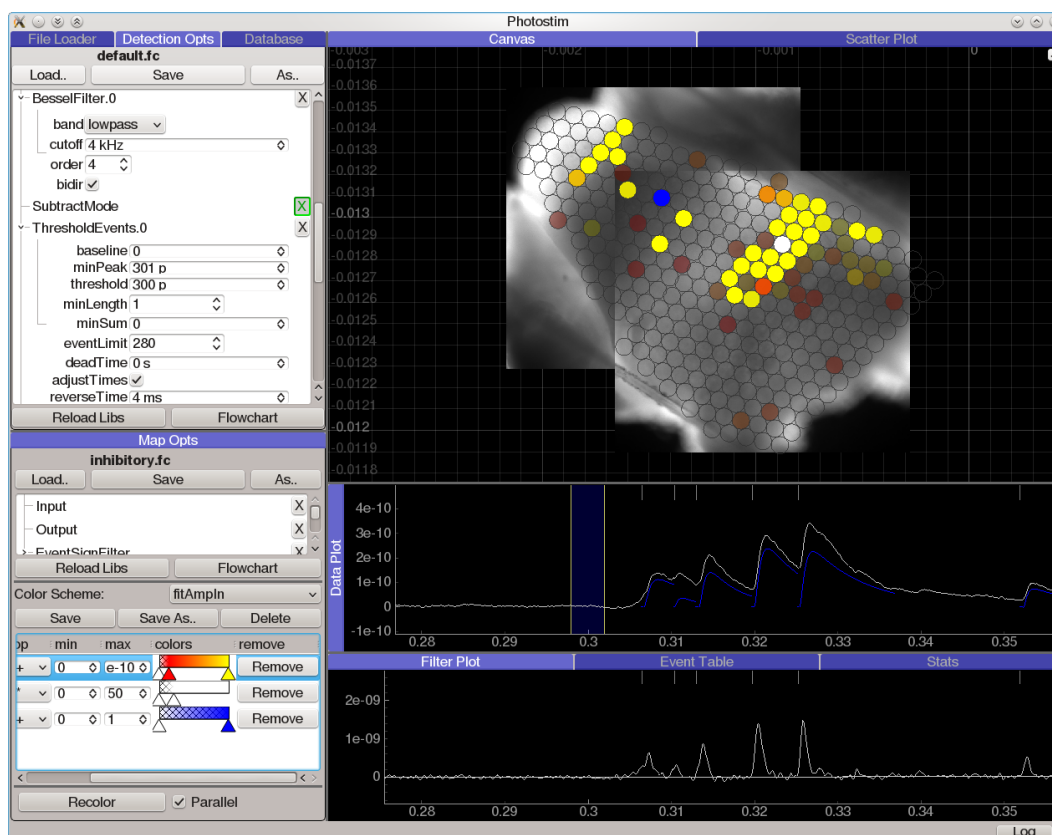 Photostim
File Loader Detection Opts Database
default.fc
Load.. Save As..
BesselFilter.0 X
band lowpass
cutoff 4 kHz
order 4
bidir
SubtractMode X
ThresholdEvents.0 X
baseline 0
minPeak 301 p
threshold 300 p
minLength 1
minSum 0
eventLimit 280
deadTime 0 s
adjustTimes
reverseTime 4 ms
Reload Libs Flowchart
Map Opts
inhibitory.fc
Load.. Save As..
Input X
Output X
EventSignFilter X
Reload Libs Flowchart
Color Scheme: fitAmpIn
Save Save As.. Delete
op min max colors remove
+ 0 e-10 Remove
* 0 50 Remove
+ 0 1 Remove
Recolor Parallel
Canvas Scatter Plot
-0.003 -0.002 -0.001 0
-0.0137
-0.0136
-0.0135
-0.0134
-0.0133
-0.0132
-0.0131
-0.013
-0.0129
-0.0128
-0.0127
-0.0126
-0.0125
-0.0124
-0.0123
-0.0122
-0.0121
-0.012
-0.0119
-0.0118
Data Plot
4e-10
3e-10
2e-10
1e-10
0
-1e-10
0.28 0.29 0.3 0.31 0.32 0.33 0.34 0.35
Filter Plot Event Table Stats
2e-09
1e-09
0
0.28 0.29 0.3 0.31 0.32 0.33 0.34 0.35
Log